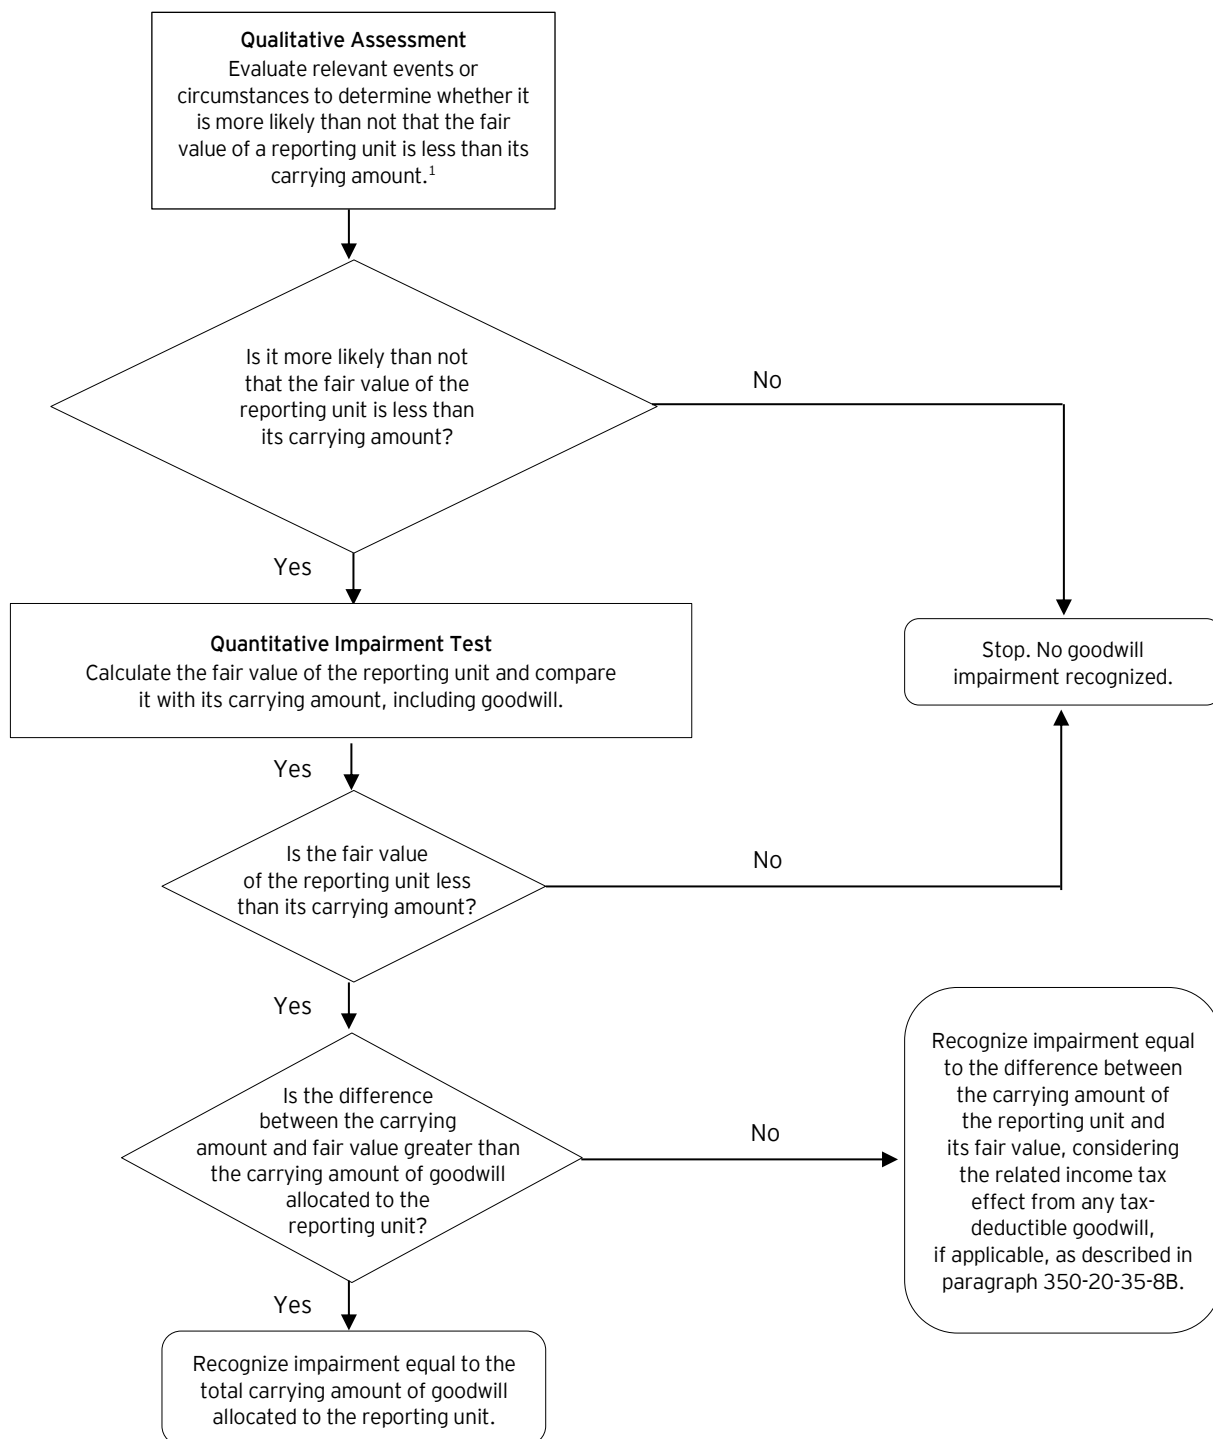 Qualitative Assessment
Evaluate relevant events or
circumstances to determine whether it
is more likely than not that the fair
value of a reporting unit is less than its
carrying amount.¹
Is it more likely than not
that the fair value of the
reporting unit is less than
its carrying amount?
No
Yes
Quantitative Impairment Test
Calculate the fair value of the reporting unit and compare
it with its carrying amount, including goodwill.
Stop. No goodwill
impairment recognized.
Yes
Is the fair value
of the reporting unit less
than its carrying amount?
No
Yes
Is the difference
between the carrying
amount and fair value greater than
the carrying amount of goodwill
allocated to the
reporting unit?
No
Recognize impairment equal
to the difference between
the carrying amount of
the reporting unit and
its fair value, considering
the related income tax
effect from any tax-
deductible goodwill,
if applicable, as described in
paragraph 350-20-35-8B.
Yes
Recognize impairment equal to the
total carrying amount of goodwill
allocated to the reporting unit.